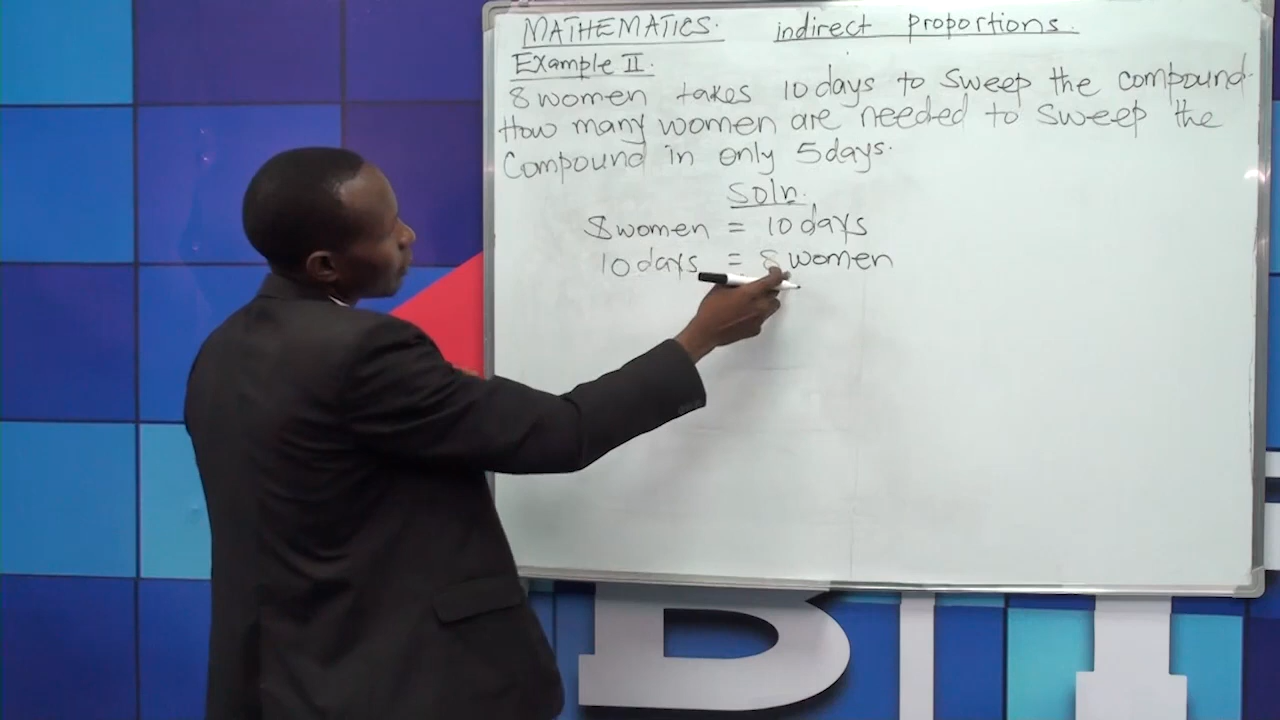 MATHEMATICS. indirect proportions.
Example II.
8 women takes 10 days to sweep the compound.
How many women are needed to sweep the
compound in only 5 days.
Soln.
8 women = 10 days
10 days = 8 women